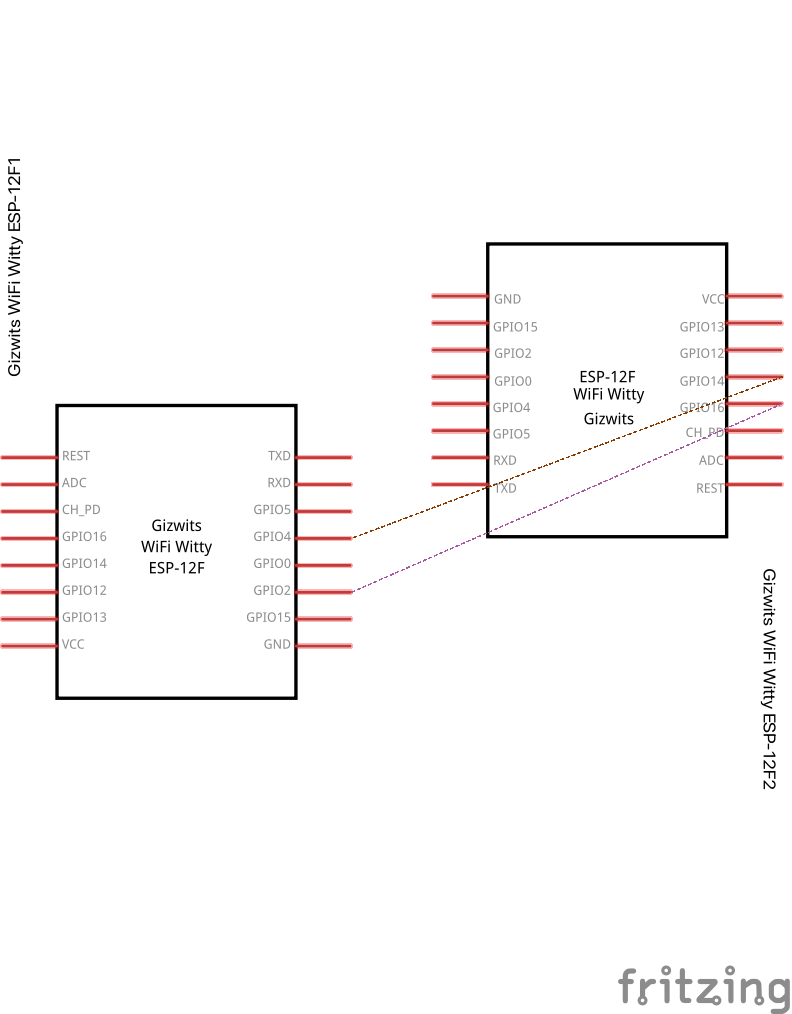 Gizwits WiFi Witty ESP-12F1
GND
GPIO15
GPIO2
GPIO0
GPIO4
GPIO5
RXD
TXD
ESP-12F
WiFi Witty
Gizwits
VCC
GPIO13
GPIO12
GPIO14
GPIO16
CH_PD
ADC
REST
REST
ADC
CH_PD
GPIO16
GPIO14
GPIO12
GPIO13
VCC
Gizwits
WiFi Witty
ESP-12F
TXD
RXD
GPIO5
GPIO4
GPIO0
GPIO2
GPIO15
GND
Gizwits WiFi Witty ESP-12F2
fritzing